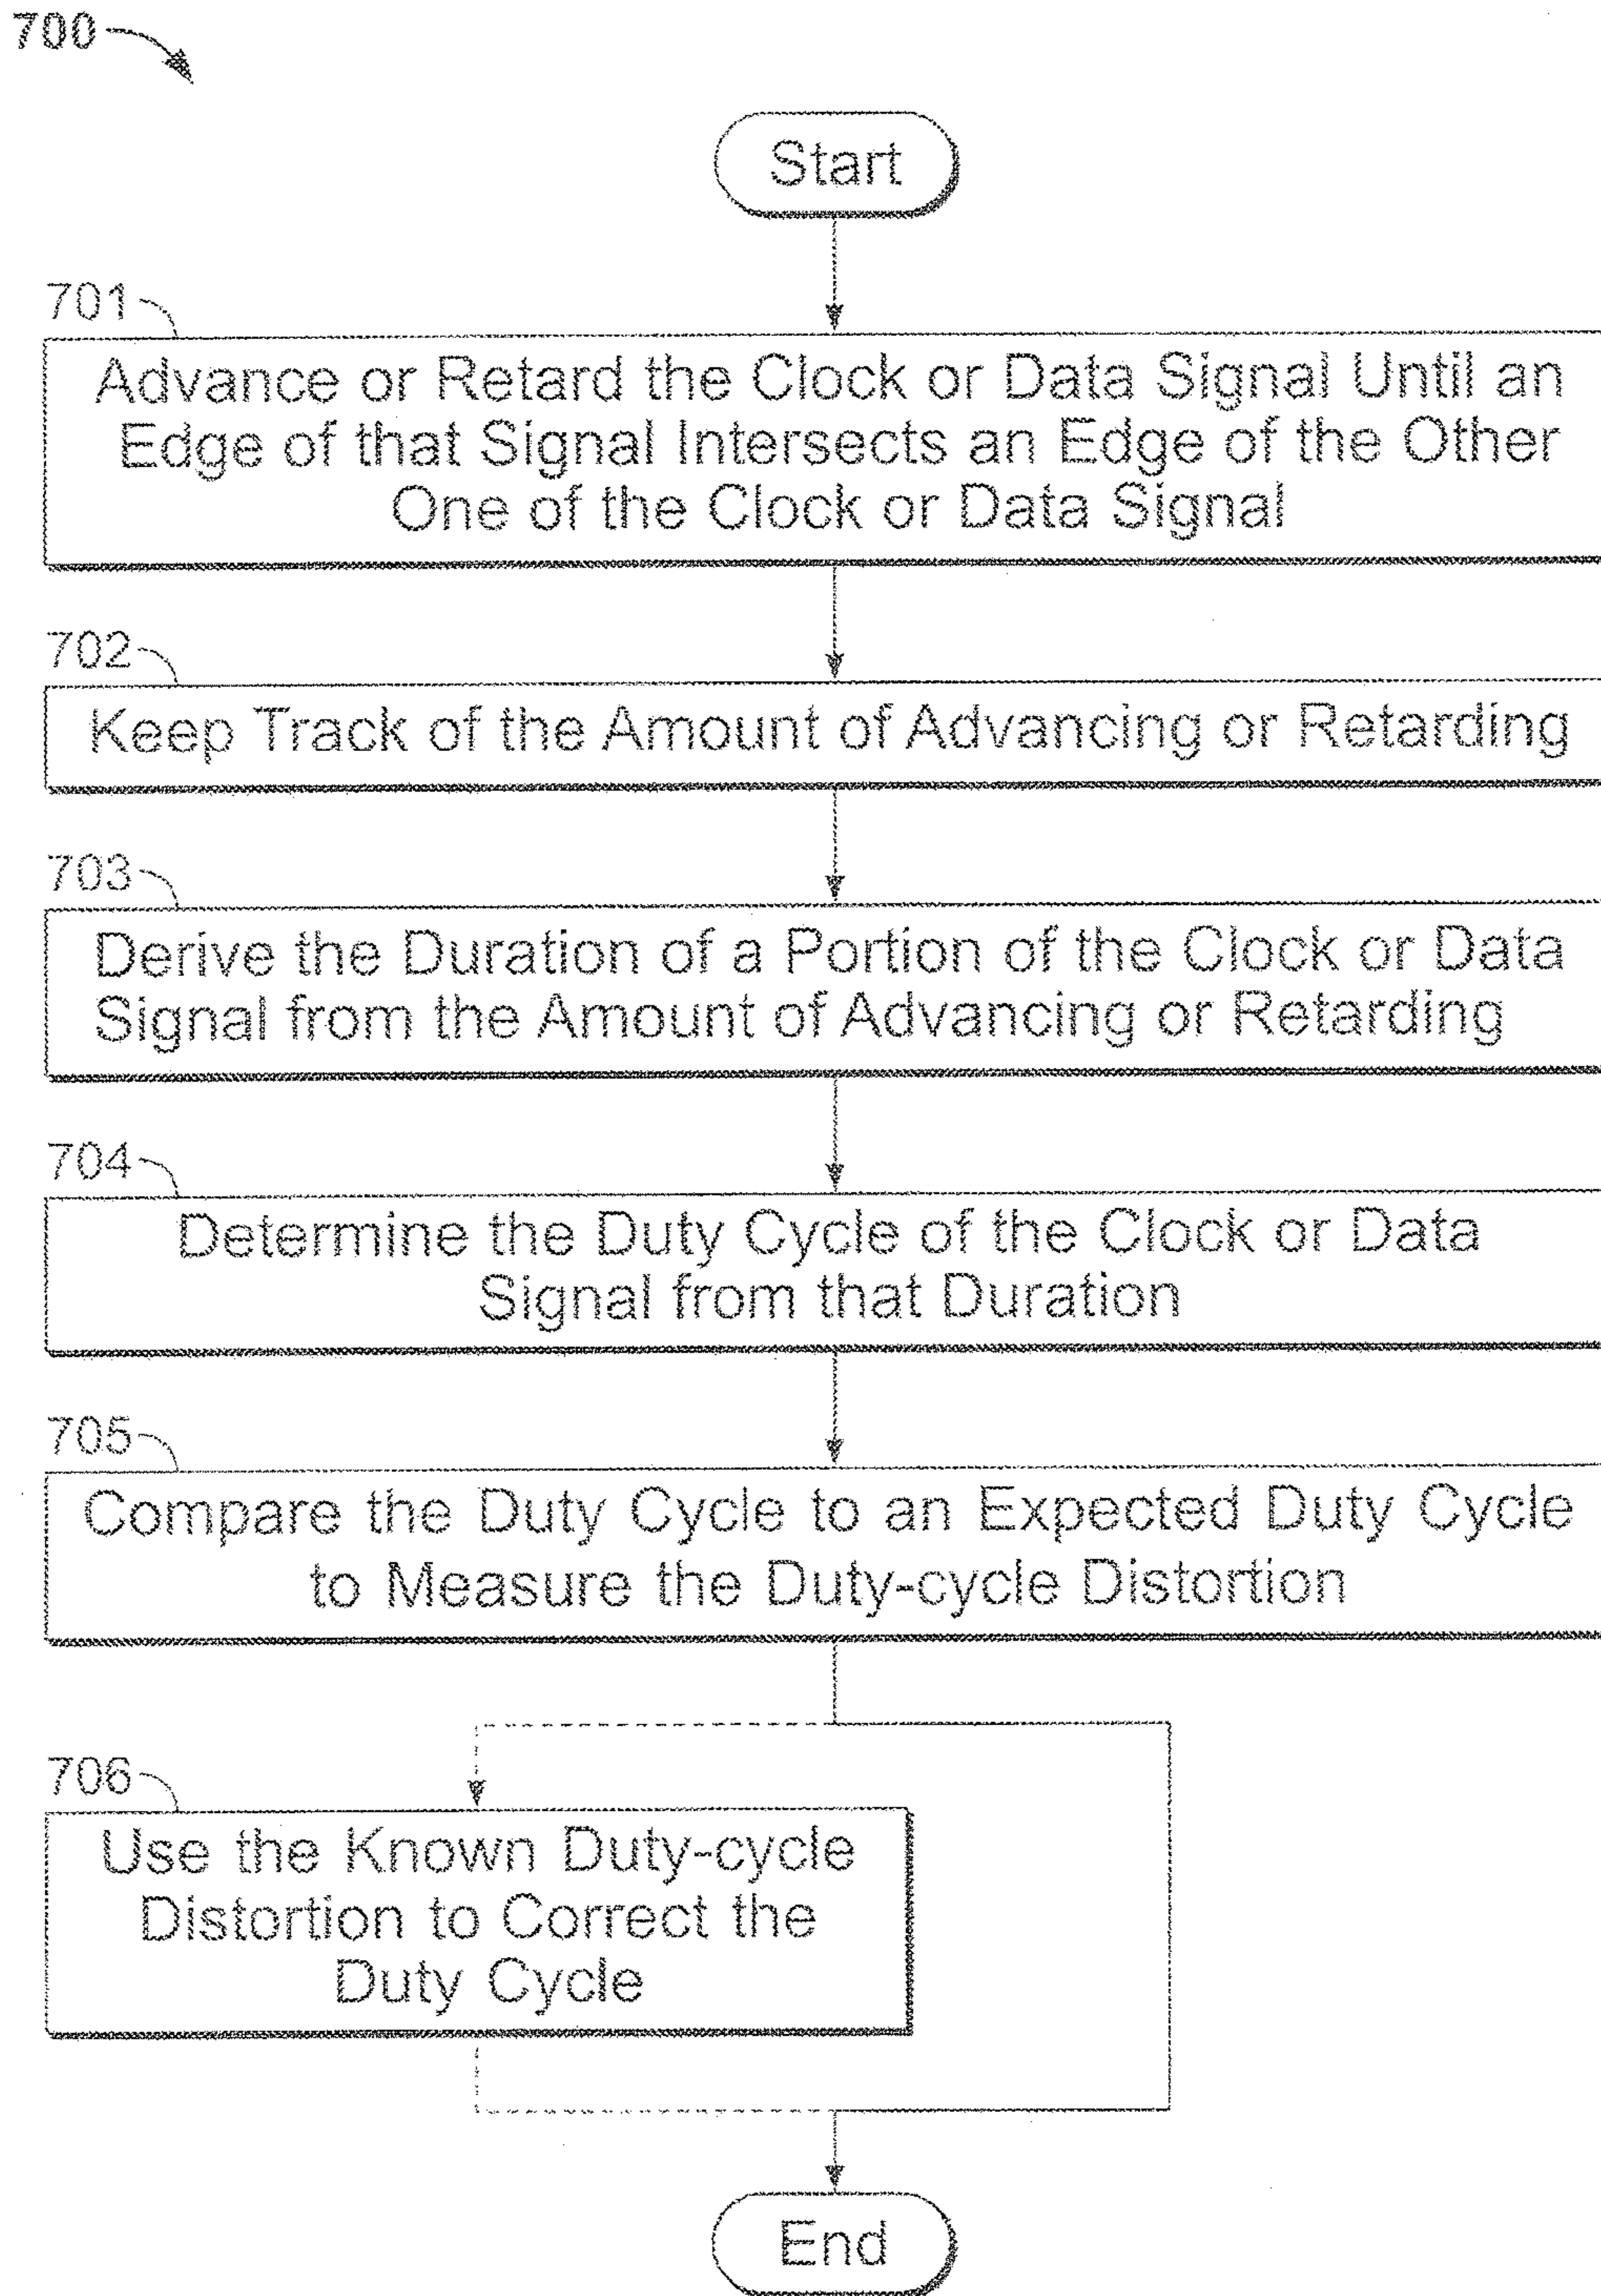 700
Start
701
Advance or Retard the Clock or Data Signal Until an
Edge of that Signal Intersects an Edge of the Other
One of the Clock or Data Signal
702
Keep Track of the Amount of Advancing or Retarding
703
Derive the Duration of a Portion of the Clock or Data
Signal from the Amount of Advancing or Retarding
704
Determine the Duty Cycle of the Clock or Data
Signal from that Duration
705
Compare the Duty Cycle to an Expected Duty Cycle
to Measure the Duty-cycle Distortion
706
Use the Known Duty-cycle
Distortion to Correct the
Duty Cycle
End